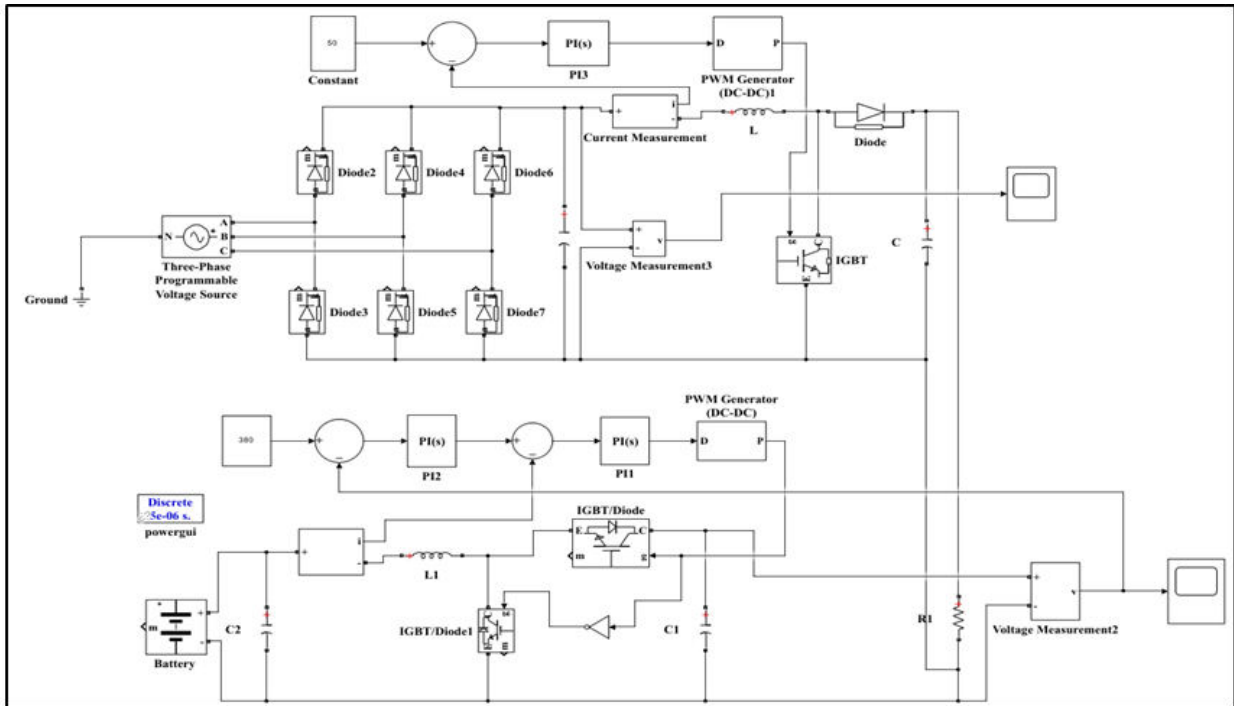 50
Constant
+
−
PI(s)
PI3
D P
PWM Generator
(DC-DC)1
+ i -
Current Measurement
L
Diode
Diode2
Diode4
Diode6
m
m
m
N A B C
Three-Phase
Programmable
Voltage Source
Ground
+ - v
Voltage Measurement3
g C E
IGBT
C
Diode3
Diode5
Diode7
m
m
m
380
+
−
PI(s)
PI2
+
−
PI(s)
PI1
PWM Generator
(DC-DC)
D P
Discrete
5e-06 s.
powergui
+ i -
L1
IGBT/Diode
E C
m g
IGBT/Diode1
g C E m
C1
C2
+ - m
Battery
R1
+ - v
Voltage Measurement2